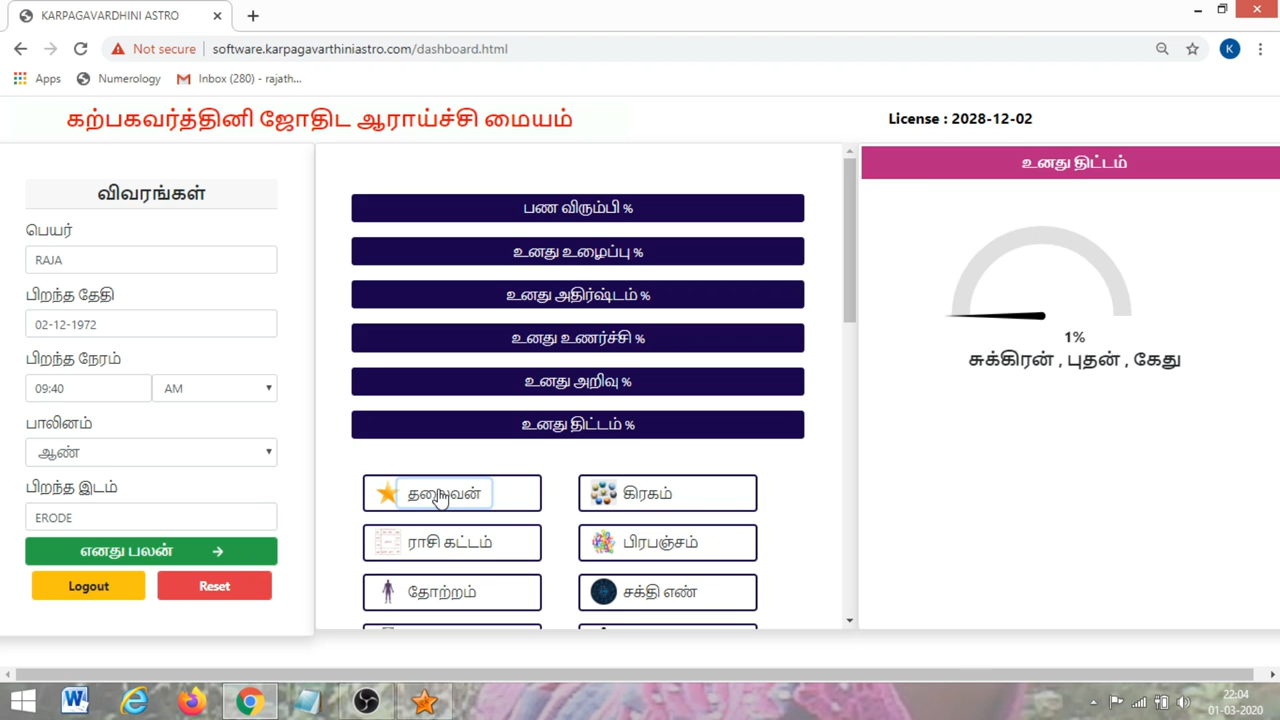 KARPAGAVARDHINI ASTRO
Not secure
software.karpagavarthiniastro.com/dashboard.html
K
Apps
Numerology
Inbox (280) - rajath...
கற்பகவர்த்தினி ஜோதிட ஆராய்ச்சி மையம்
License : 2028-12-02
விவரங்கள்
பெயர்
RAJA
பிறந்த தேதி
02-12-1972
பிறந்த நேரம்
09:40
AM
பாலினம்
ஆண்
பிறந்த இடம்
ERODE
எனது பலன்
Logout
Reset
பண விரும்பி %
உனது உழைப்பு %
உனது அதிர்ஷ்டம் %
உனது உணர்ச்சி %
உனது அறிவு %
உனது திட்டம் %
கிரகம்
ராசி கட்டம்
பிரபஞ்சம்
தோற்றம்
சக்தி எண்
உனது திட்டம்
1%
சுக்கிரன் , புதன் , கேது
22:04
01-03-2020